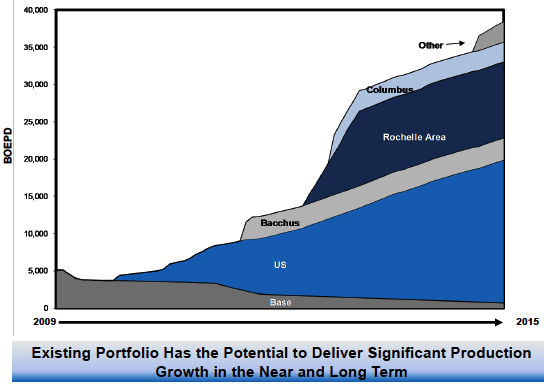 40,000
35,000
30,000
25,000
20,000
15,000
10,000
5,000
0
BOEPD
Other
Columbus
Rochelle Area
Bacchus
US
Base
2009
2015
Existing Portfolio Has the Potential to Deliver Significant Production
Growth in the Near and Long Term